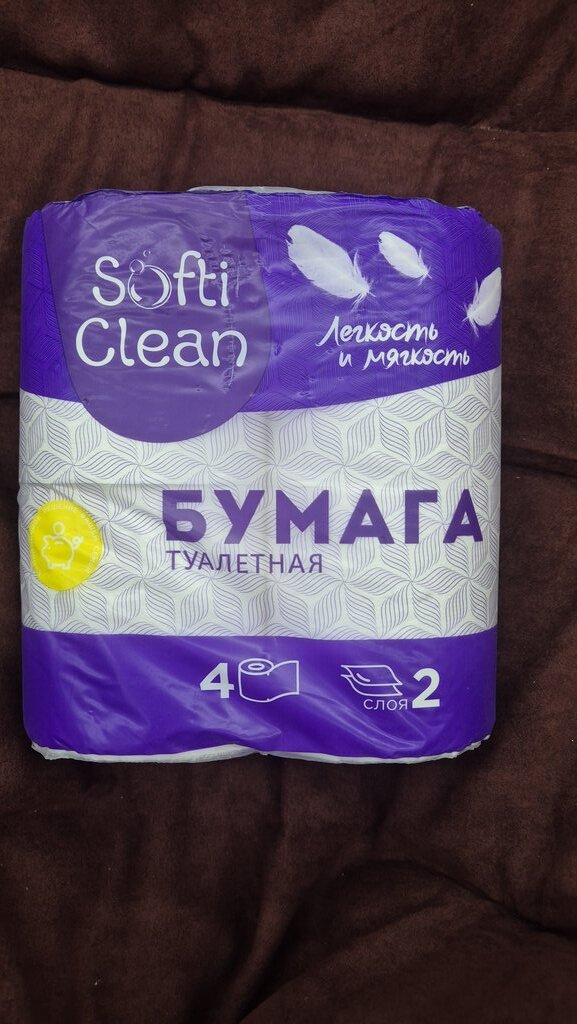 Softi
Clean
Легкость
и мягкость
БУМАГА
ТУАЛЕТНАЯ
4
СЛОЯ 2